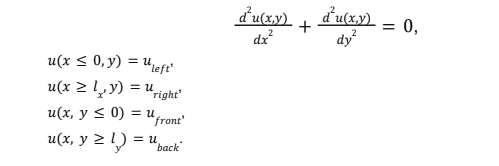 d²u(x,y)/dx² + d²u(x,y)/dy² = 0,
u(x ≤ 0, y) = u_left,
u(x ≥ l_x, y) = u_right,
u(x, y ≤ 0) = u_front,
u(x, y ≥ l_y) = u_back.